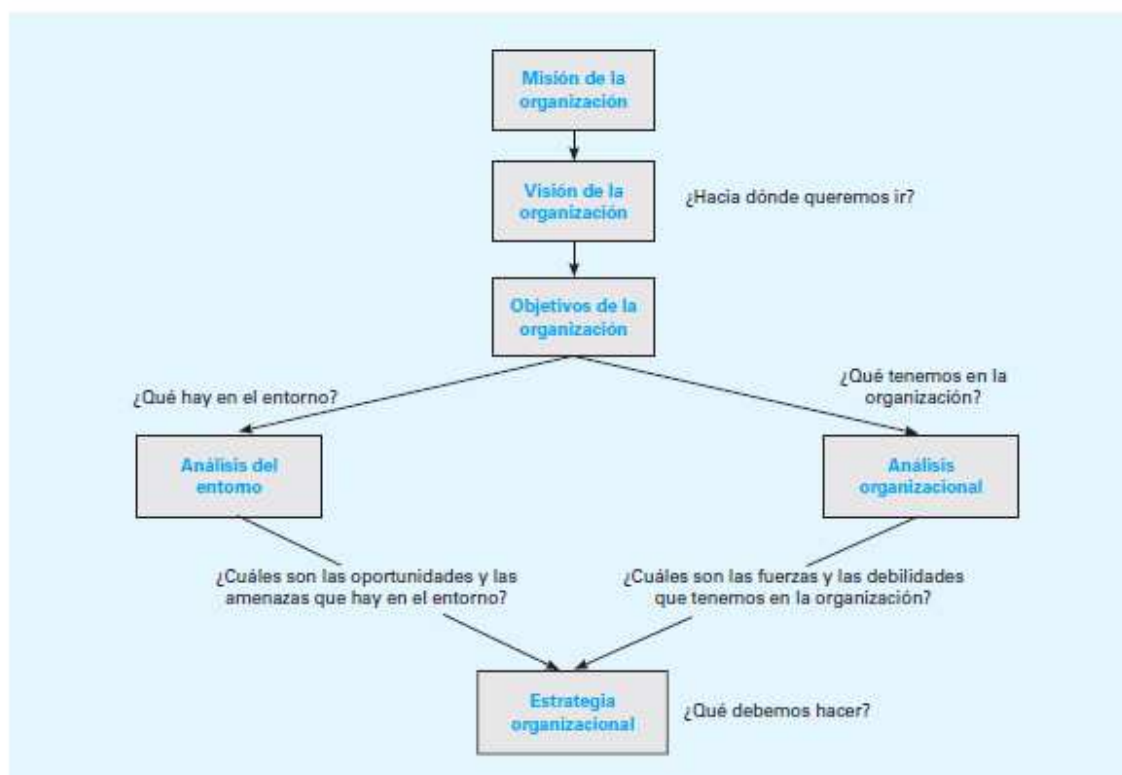 Misión de la
organización
Visión de la
organización
¿Hacia dónde queremos ir?
Objetivos de la
organización
¿Qué hay en el entorno?
¿Qué tenemos en la
organización?
Análisis del
entorno
Análisis
organizacional
¿Cuáles son las oportunidades y las
amenazas que hay en el entorno?
¿Cuáles son las fuerzas y las debilidades
que tenemos en la organización?
Estrategia
organizacional
¿Qué debemos hacer?